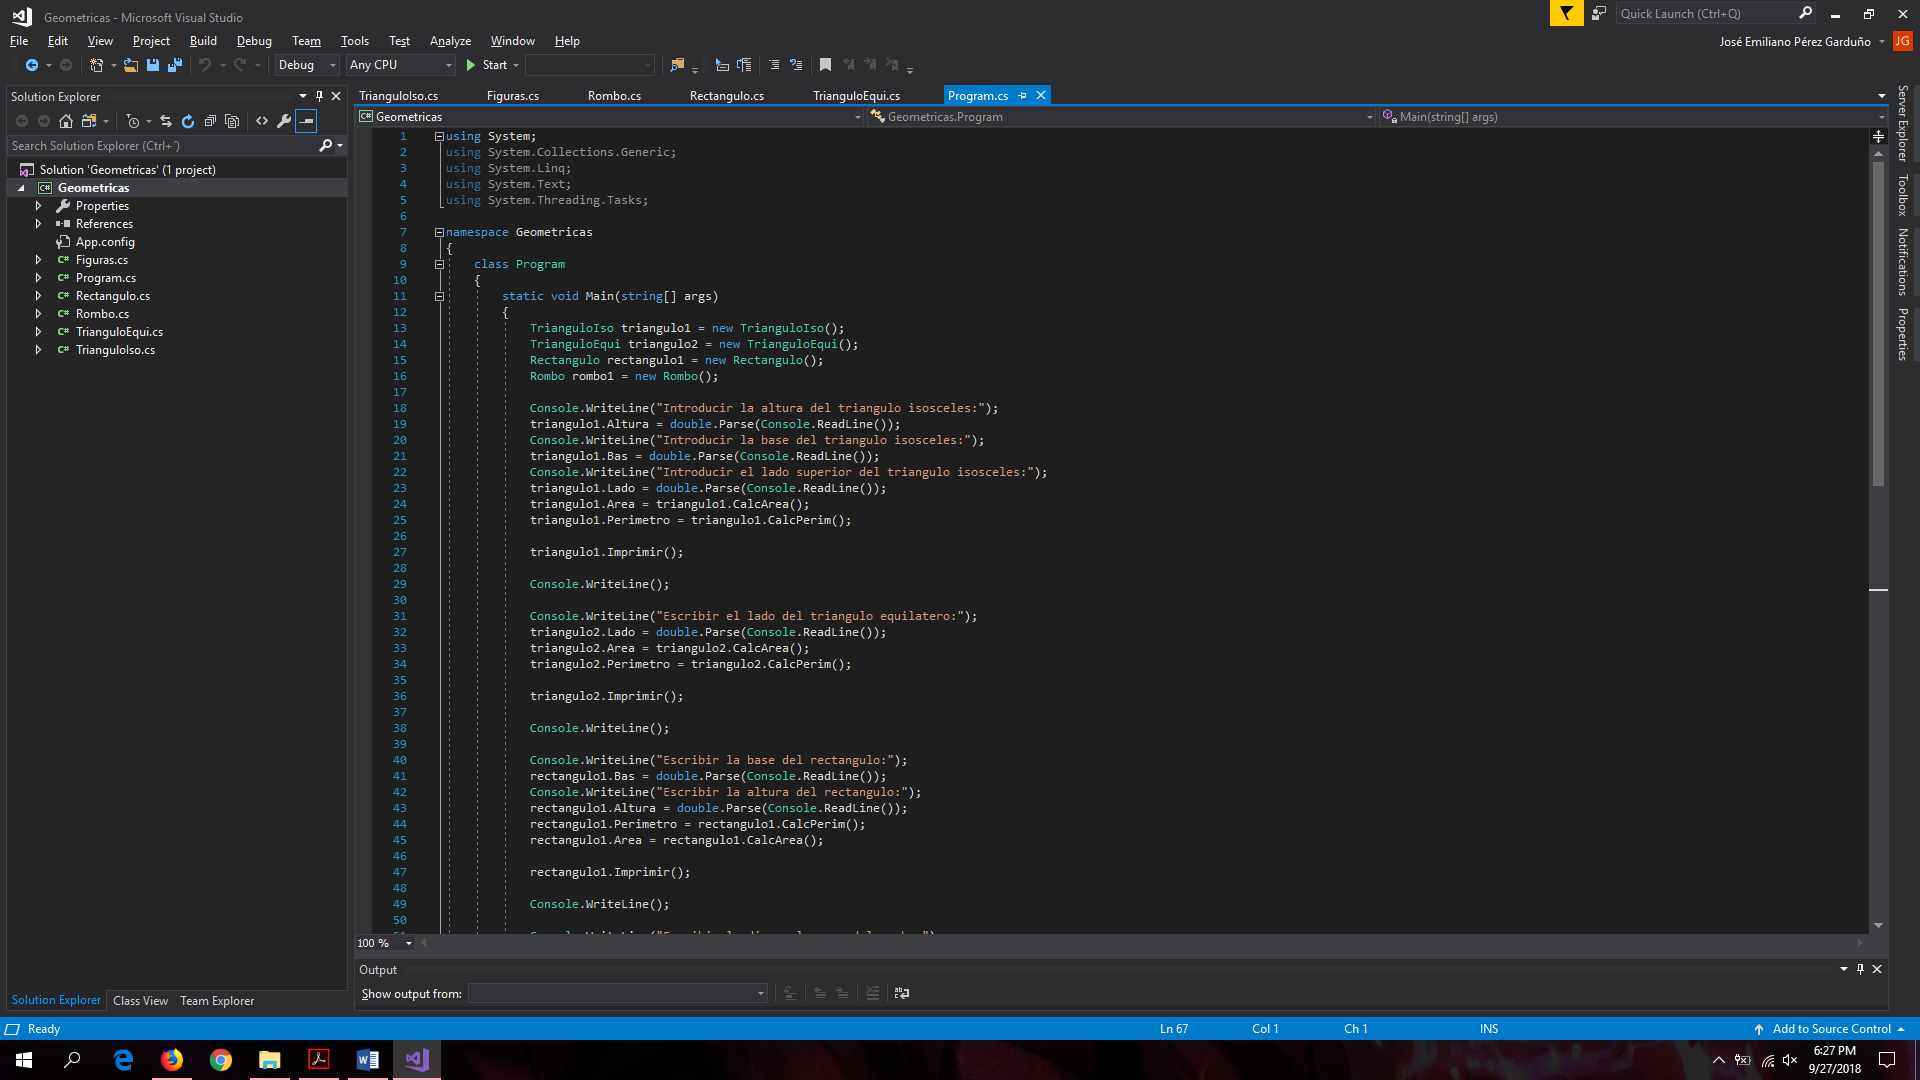 Geometricas - Microsoft Visual Studio
Quick Launch (Ctrl+Q)
File Edit View Project Build Debug Team Tools Test Analyze Window Help
José Emiliano Pérez Garduño JG
Debug Any CPU Start
Solution Explorer
Search Solution Explorer (Ctrl+´)
Solution 'Geometricas' (1 project)
Geometricas
Properties
References
App.config
Figuras.cs
Program.cs
Rectangulo.cs
Rombo.cs
TrianguloEqui.cs
TrianguloIso.cs
Solution Explorer Class View Team Explorer
TrianguloIso.cs Figuras.cs Rombo.cs Rectangulo.cs TrianguloEqui.cs Program.cs
Geometricas Geometricas.Program Main(string[] args)
1 using System;
2 using System.Collections.Generic;
3 using System.Linq;
4 using System.Text;
5 using System.Threading.Tasks;
6
7 namespace Geometricas
8 {
9 class Program
10 {
11 static void Main(string[] args)
12 {
13 TrianguloIso triangulo1 = new TrianguloIso();
14 TrianguloEqui triangulo2 = new TrianguloEqui();
15 Rectangulo rectangulo1 = new Rectangulo();
16 Rombo rombo1 = new Rombo();
17
18 Console.WriteLine("Introducir la altura del triangulo isosceles:");
19 triangulo1.Altura = double.Parse(Console.ReadLine());
20 Console.WriteLine("Introducir la base del triangulo isosceles:");
21 triangulo1.Bas = double.Parse(Console.ReadLine());
22 Console.WriteLine("Introducir el lado superior del triangulo isosceles:");
23 triangulo1.Lado = double.Parse(Console.ReadLine());
24 triangulo1.Area = triangulo1.CalcArea();
25 triangulo1.Perimetro = triangulo1.CalcPerim();
26
27 triangulo1.Imprimir();
28
29 Console.WriteLine();
30
31 Console.WriteLine("Escribir el lado del triangulo equilatero:");
32 triangulo2.Lado = double.Parse(Console.ReadLine());
33 triangulo2.Area = triangulo2.CalcArea();
34 triangulo2.Perimetro = triangulo2.CalcPerim();
35
36 triangulo2.Imprimir();
37
38 Console.WriteLine();
39
40 Console.WriteLine("Escribir la base del rectangulo:");
41 rectangulo1.Bas = double.Parse(Console.ReadLine());
42 Console.WriteLine("Escribir la altura del rectangulo:");
43 rectangulo1.Altura = double.Parse(Console.ReadLine());
44 rectangulo1.Perimetro = rectangulo1.CalcPerim();
45 rectangulo1.Area = rectangulo1.CalcArea();
46
47 rectangulo1.Imprimir();
48
49 Console.WriteLine();
50
100 %
Output
Show output from:
Server Explorer
Toolbox
Notifications
Properties
Ready Ln 67 Col 1 Ch 1 INS Add to Source Control
6:27 PM
9/27/2018